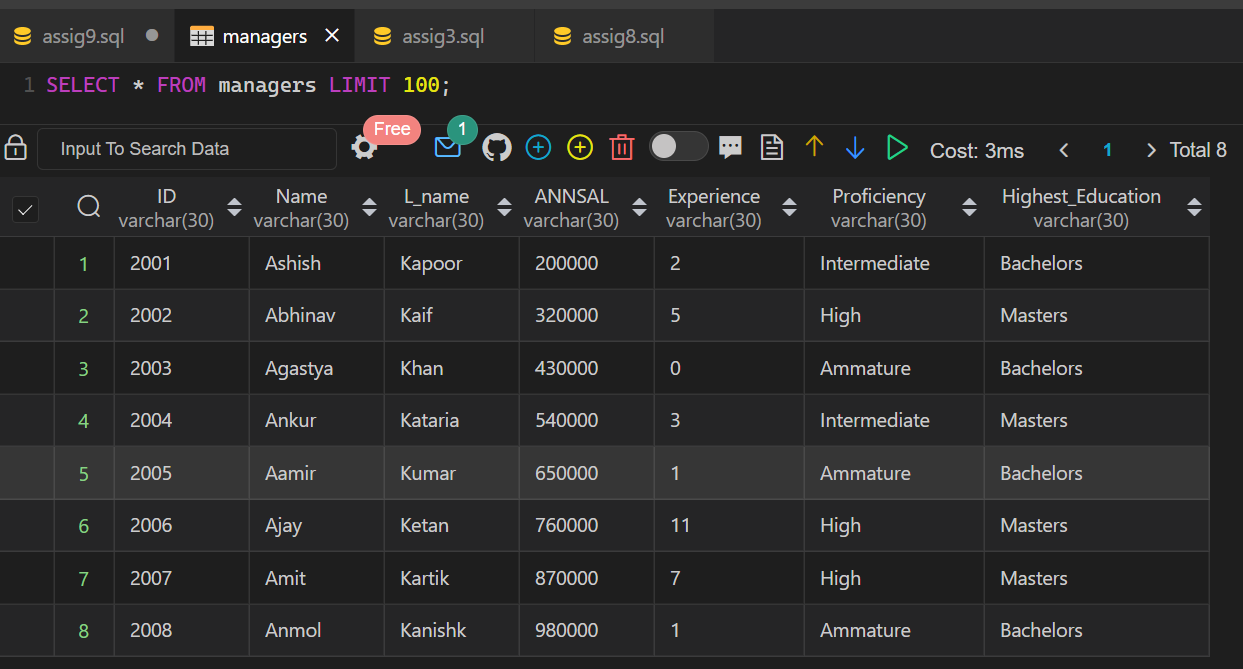 assig9.sql managers assig3.sql assig8.sql
1 SELECT * FROM managers LIMIT 100;
Input To Search Data Free 1 Cost: 3ms 1 Total 8
ID Name L_name ANNSAL Experience Proficiency Highest_Education
varchar(30) varchar(30) varchar(30) varchar(30) varchar(30) varchar(30) varchar(30)
1 2001 Ashish Kapoor 200000 2 Intermediate Bachelors
2 2002 Abhinav Kaif 320000 5 High Masters
3 2003 Agastya Khan 430000 0 Ammature Bachelors
4 2004 Ankur Kataria 540000 3 Intermediate Masters
5 2005 Aamir Kumar 650000 1 Ammature Bachelors
6 2006 Ajay Ketan 760000 11 High Masters
7 2007 Amit Kartik 870000 7 High Masters
8 2008 Anmol Kanishk 980000 1 Ammature Bachelors